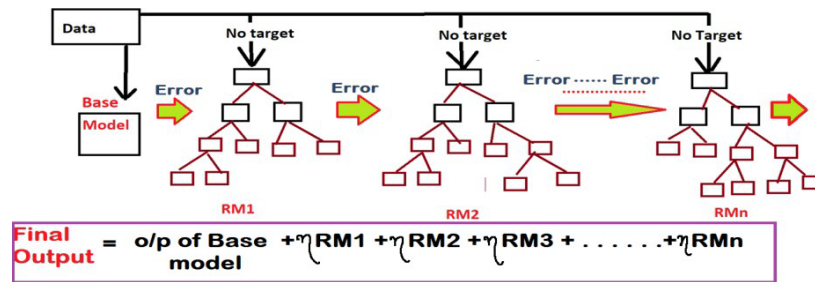 Data
No target
No target
No Target
Base
Model
Error
Error
Error ...... Error
RM1
RM2
RMn
Final Output = o/p of Base model +ηRM1 +ηRM2 +ηRM3 + . . . . . . +ηRMn